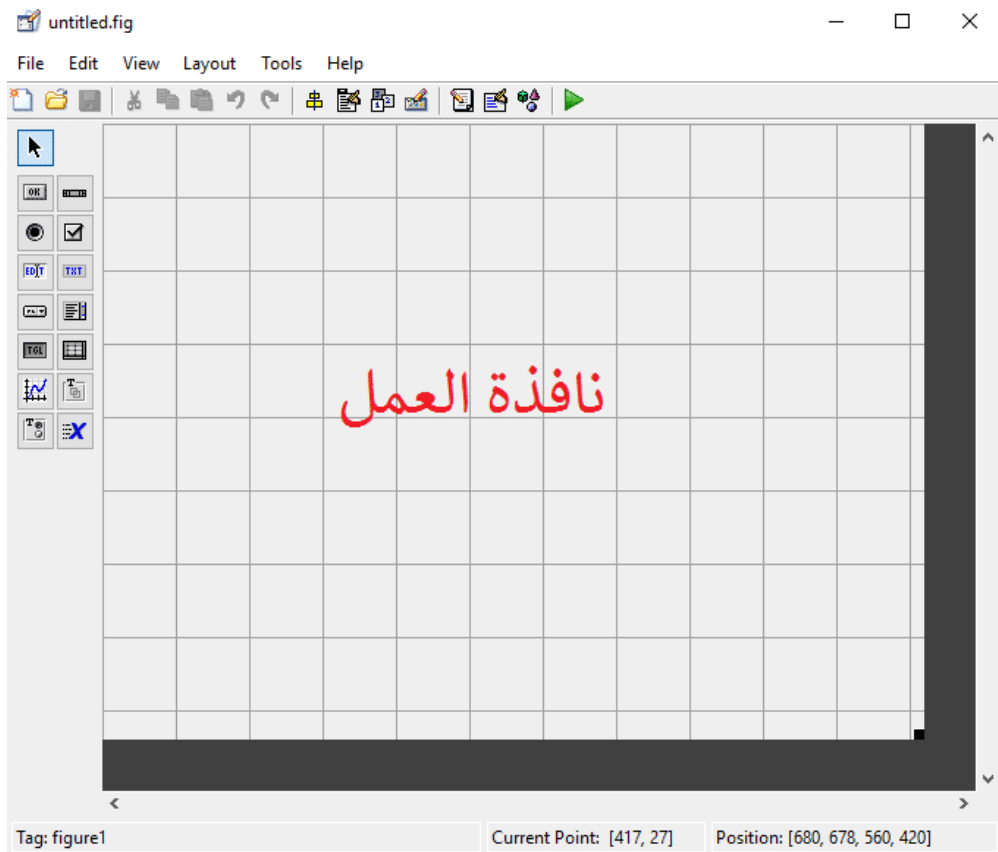 untitled.fig
File Edit View Layout Tools Help
OK
EDIT TXT
TGL
نافذة العمل
Tag: figure1 Current Point: [417, 27] Position: [680, 678, 560, 420]